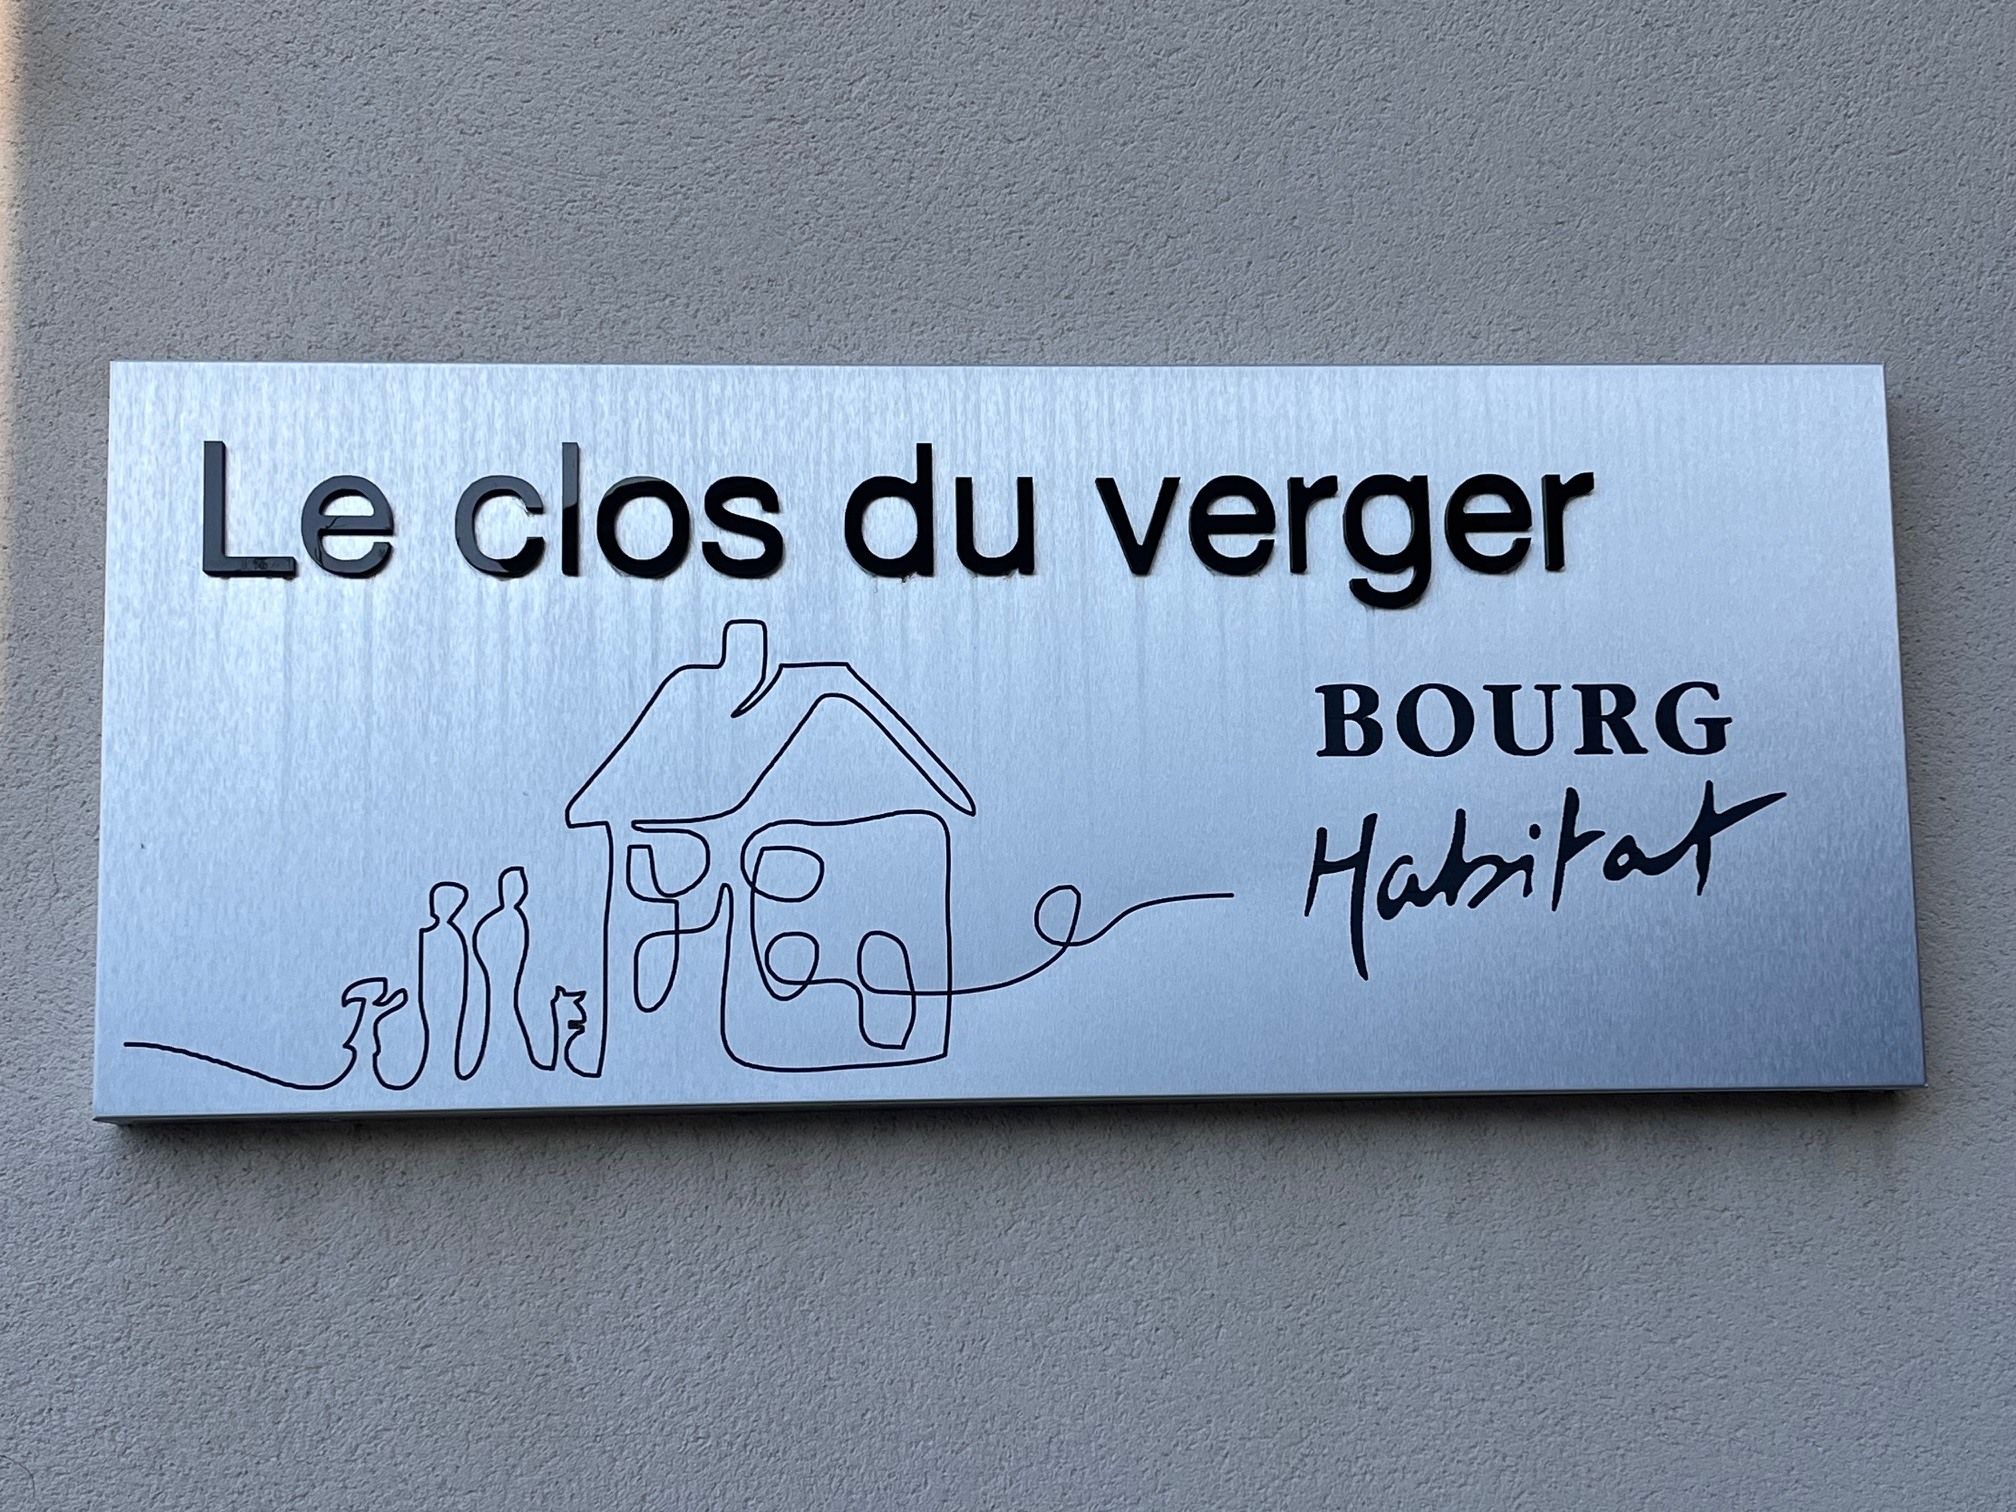 Le clos du verger
BOURG
Habitat